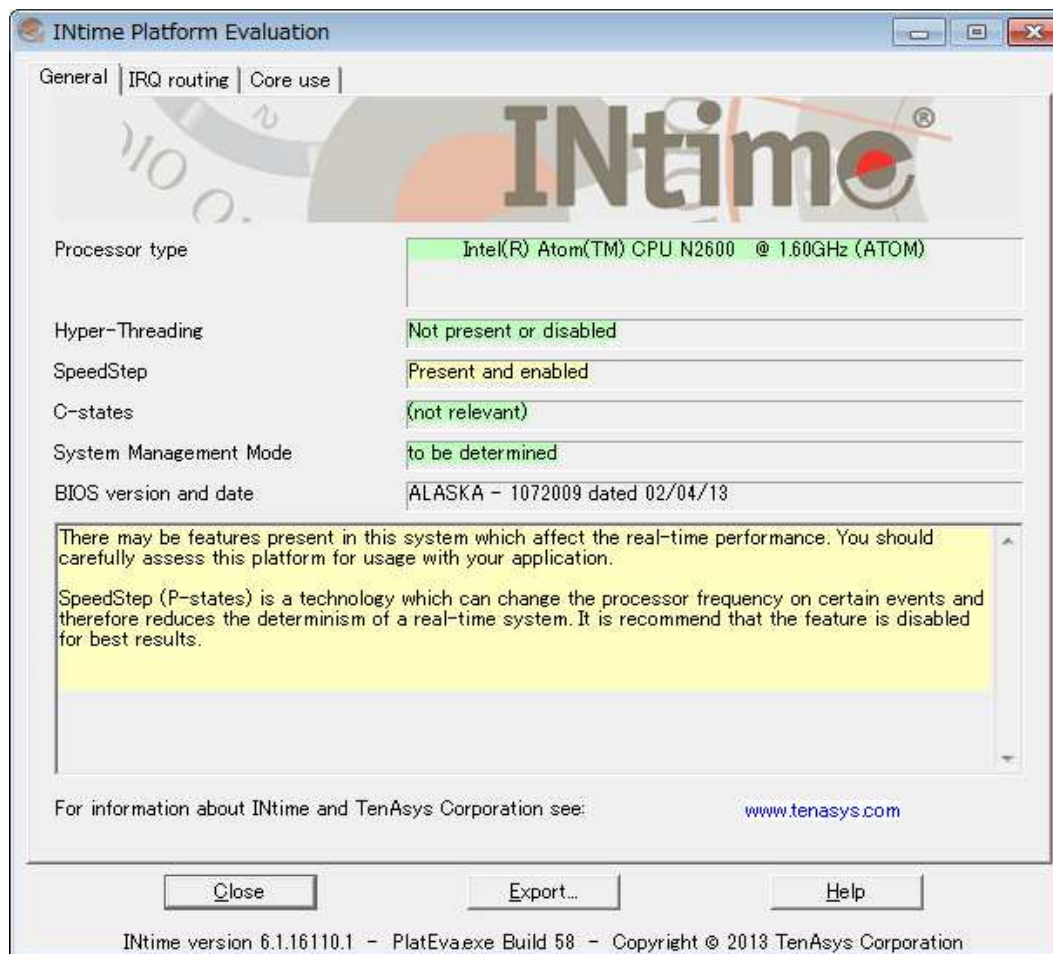 INtime Platform Evaluation
General IRQ routing Core use
INtime®
Processor type Intel(R) Atom(TM) CPU N2600 @ 1.60GHz (ATOM)
Hyper-Threading Not present or disabled
SpeedStep Present and enabled
C-states (not relevant)
System Management Mode to be determined
BIOS version and date ALASKA - 1072009 dated 02/04/13
There may be features present in this system which affect the real-time performance. You should
carefully assess this platform for usage with your application.
SpeedStep (P-states) is a technology which can change the processor frequency on certain events and
therefore reduces the determinism of a real-time system. It is recommend that the feature is disabled
for best results.
For information about INtime and TenAsys Corporation see: www.tenasys.com
Close Export... Help
INtime version 6.1.16110.1 - PlatEva.exe Build 58 - Copyright © 2013 TenAsys Corporation